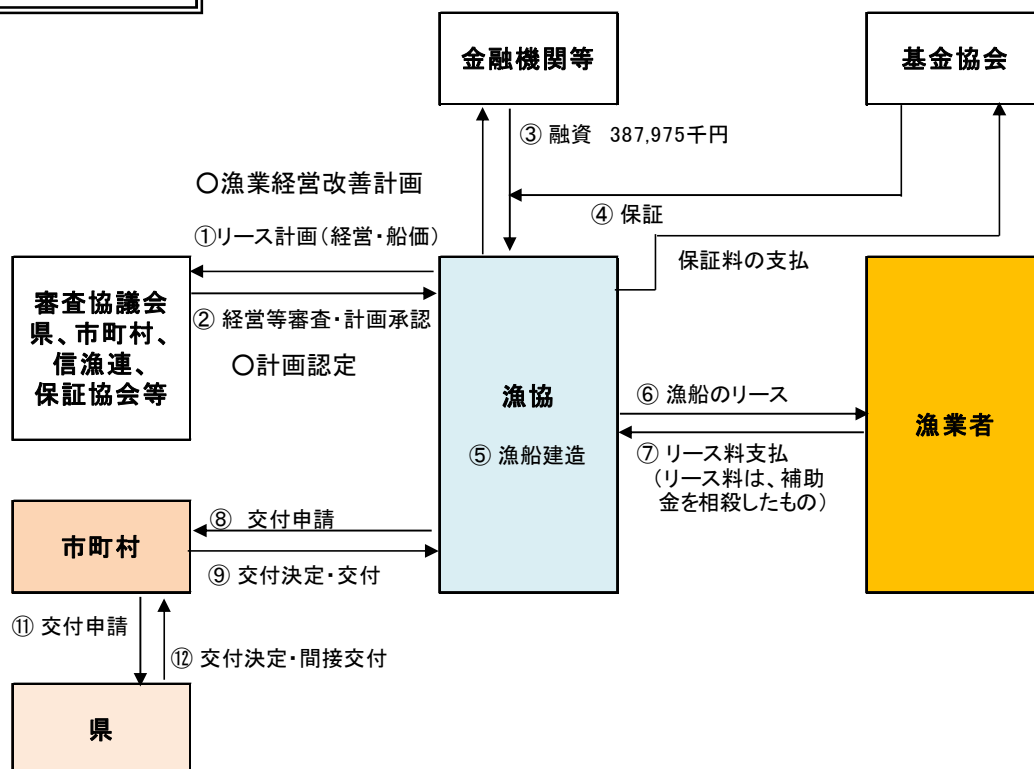 金融機関等
基金協会
③ 融資　387,975千円
〇漁業経営改善計画
④ 保証
①リース計画（経営・船価）
保証料の支払
審査協議会
県、市町村、
信漁連、
保証協会等
② 経営等審査・計画承認
〇計画認定
漁協
⑤ 漁船建造
⑥ 漁船のリース
漁業者
⑦ リース料支払
（リース料は、補助
金を相殺したもの）
⑧　交付申請
市町村
⑨ 交付決定・交付
⑪ 交付申請
⑫ 交付決定・間接交付
県